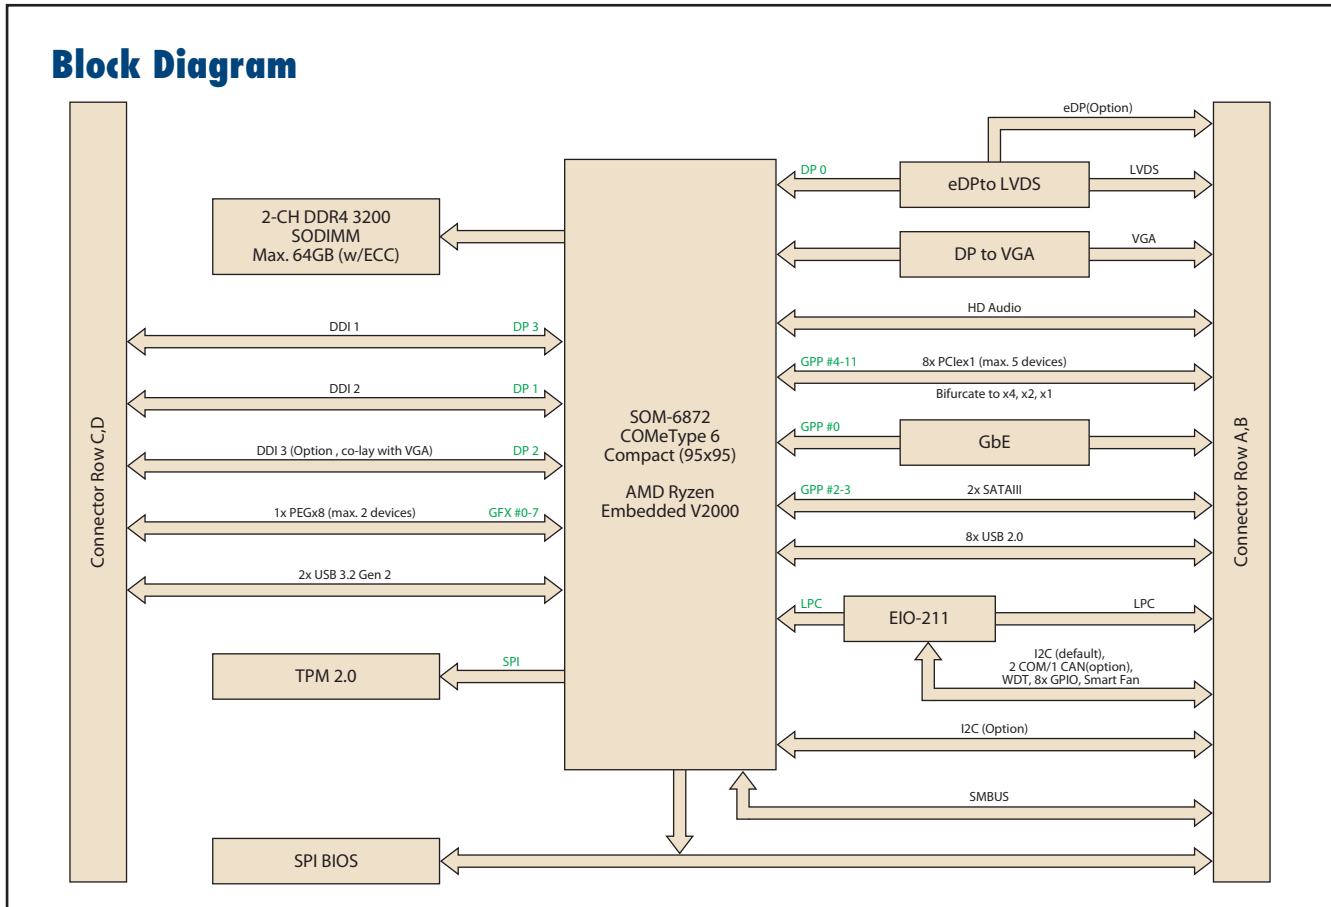 Block Diagram
Connector Row C,D
2-CH DDR4 3200
SODIMM
Max. 64GB (w/ECC)
DDI 1
DP 3
DDI 2
DP 1
DDI 3 (Option , co-lay with VGA)
DP 2
1x PEGx8 (max. 2 devices)
GFX #0-7
2x USB 3.2 Gen 2
TPM 2.0
SPI
SPI BIOS
SOM-6872
COMeType 6
Compact (95x95)
AMD Ryzen
Embedded V2000
eDP(Option)
DP 0
eDPto LVDS
LVDS
DP to VGA
VGA
HD Audio
GPP #4-11
8x PCIex1 (max. 5 devices)
Bifurcate to x4, x2, x1
GPP #0
GbE
GPP #2-3
2x SATAIII
8x USB 2.0
LPC
EIO-211
LPC
I2C (default),
2 COM/1 CAN(option),
WDT, 8x GPIO, Smart Fan
I2C (Option)
SMBUS
Connector Row A,B